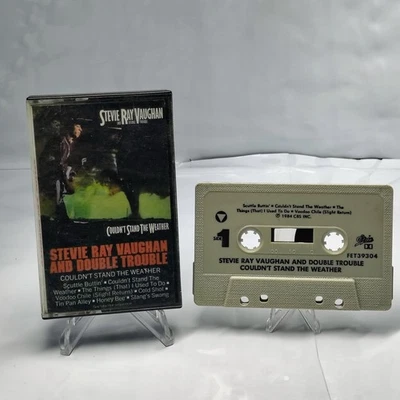 STEVIE RAY VAUGHAN
COULDN'T STAND THE WEATHER
STEVIE RAY VAUGHAN
AND DOUBLE TROUBLE
COULDN'T STAND THE WEATHER
Scuttle Buttin' • Couldn't Stand The
Weather • The Things (That) I Used To Do •
Voodoo Chile (Slight Return) • Cold Shot •
Tin Pan Alley • Honey Bee • Stang's Swang
Scuttle Buttin' • Couldn't Stand The Weather • The
Things (That) I Used To Do • Voodoo Chile (Slight Return)
℗ 1984 CBS INC.
SIDE 1
FET39304
STEVIE RAY VAUGHAN AND DOUBLE TROUBLE
COULDN'T STAND THE WEATHER